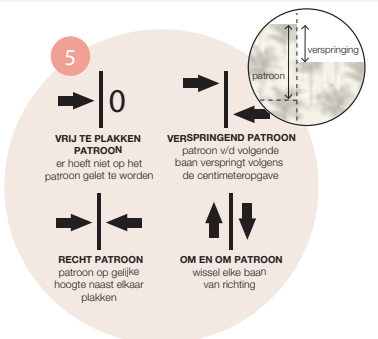 5
verspringing
patroon
0
VRIJ TE PLAKKEN
PATROON
er hoeft niet op het
patroon gelet te worden
VERSPRINGEND PATROON
patroon v/d volgende
baan verspringt volgens
de centimeteropgave
RECHT PATROON
patroon op gelijke
hoogte naast elkaar
plakken
OM EN OM PATROON
wissel elke baan
van richting